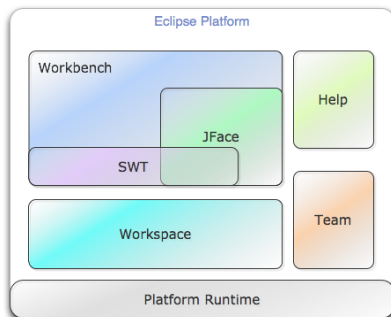 Eclipse Platform
Workbench
Help
JFace
SWT
Team
Workspace
Platform Runtime